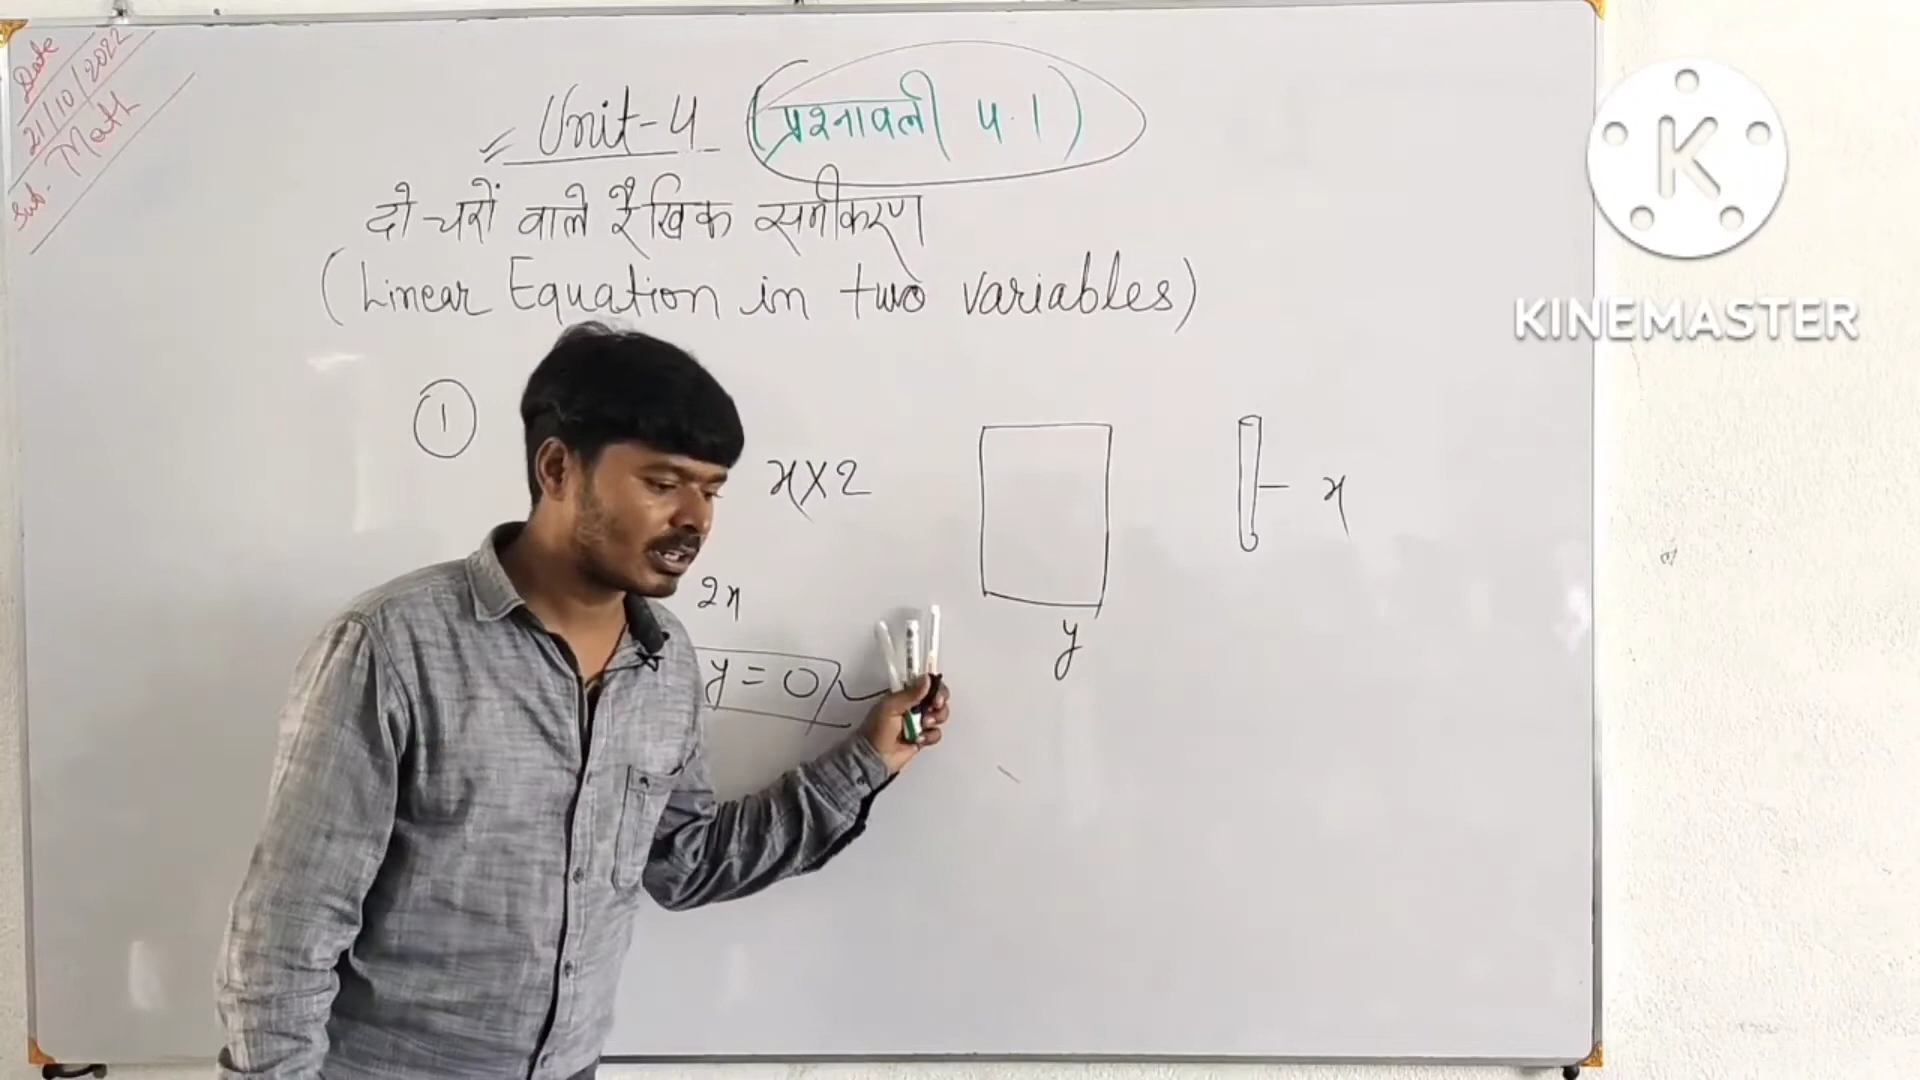 Date
21/10/2022
Sub- Math
Unit-4 (प्रश्नावली 4.1)
दो चरों वाले रैखिक समीकरण
(Linear Equation in two variables)
K
KINEMASTER
1
x×2
x
2x
y
y = 0